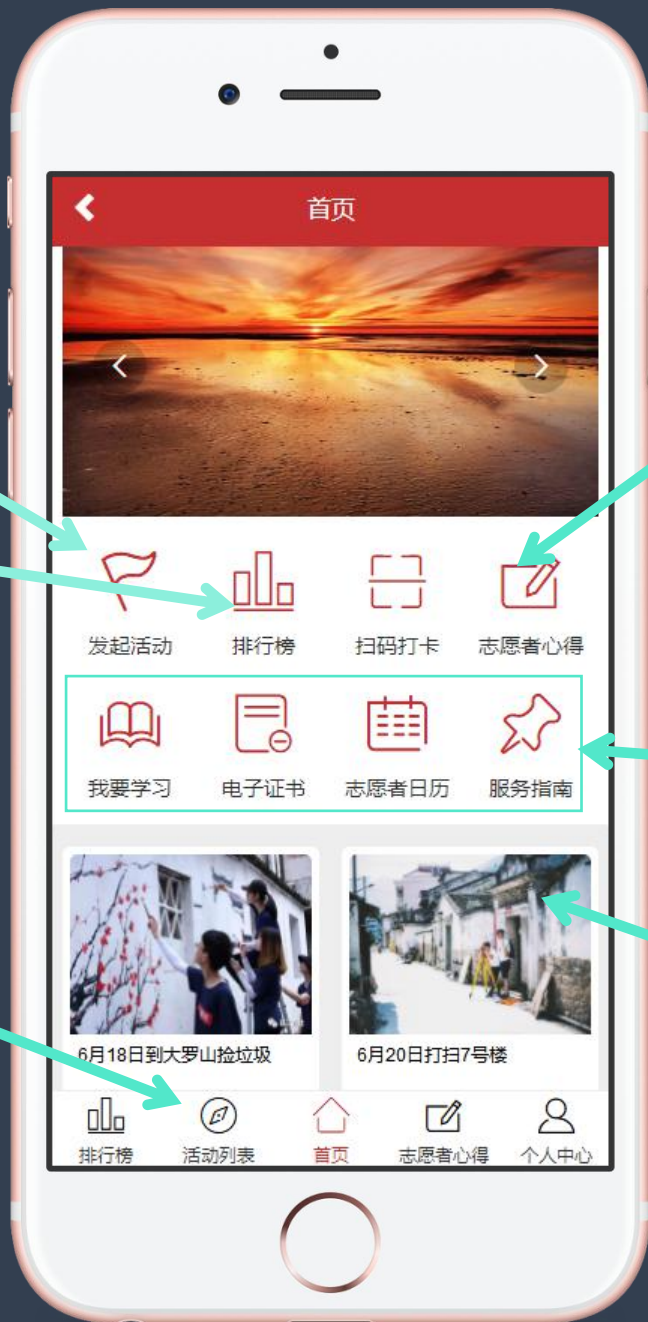 首页
发起活动 排行榜 扫码打卡 志愿者心得
我要学习 电子证书 志愿者日历 服务指南
6月18日到大罗山捡垃圾 6月20日打扫7号楼
排行榜 活动列表 首页 志愿者心得 个人中心